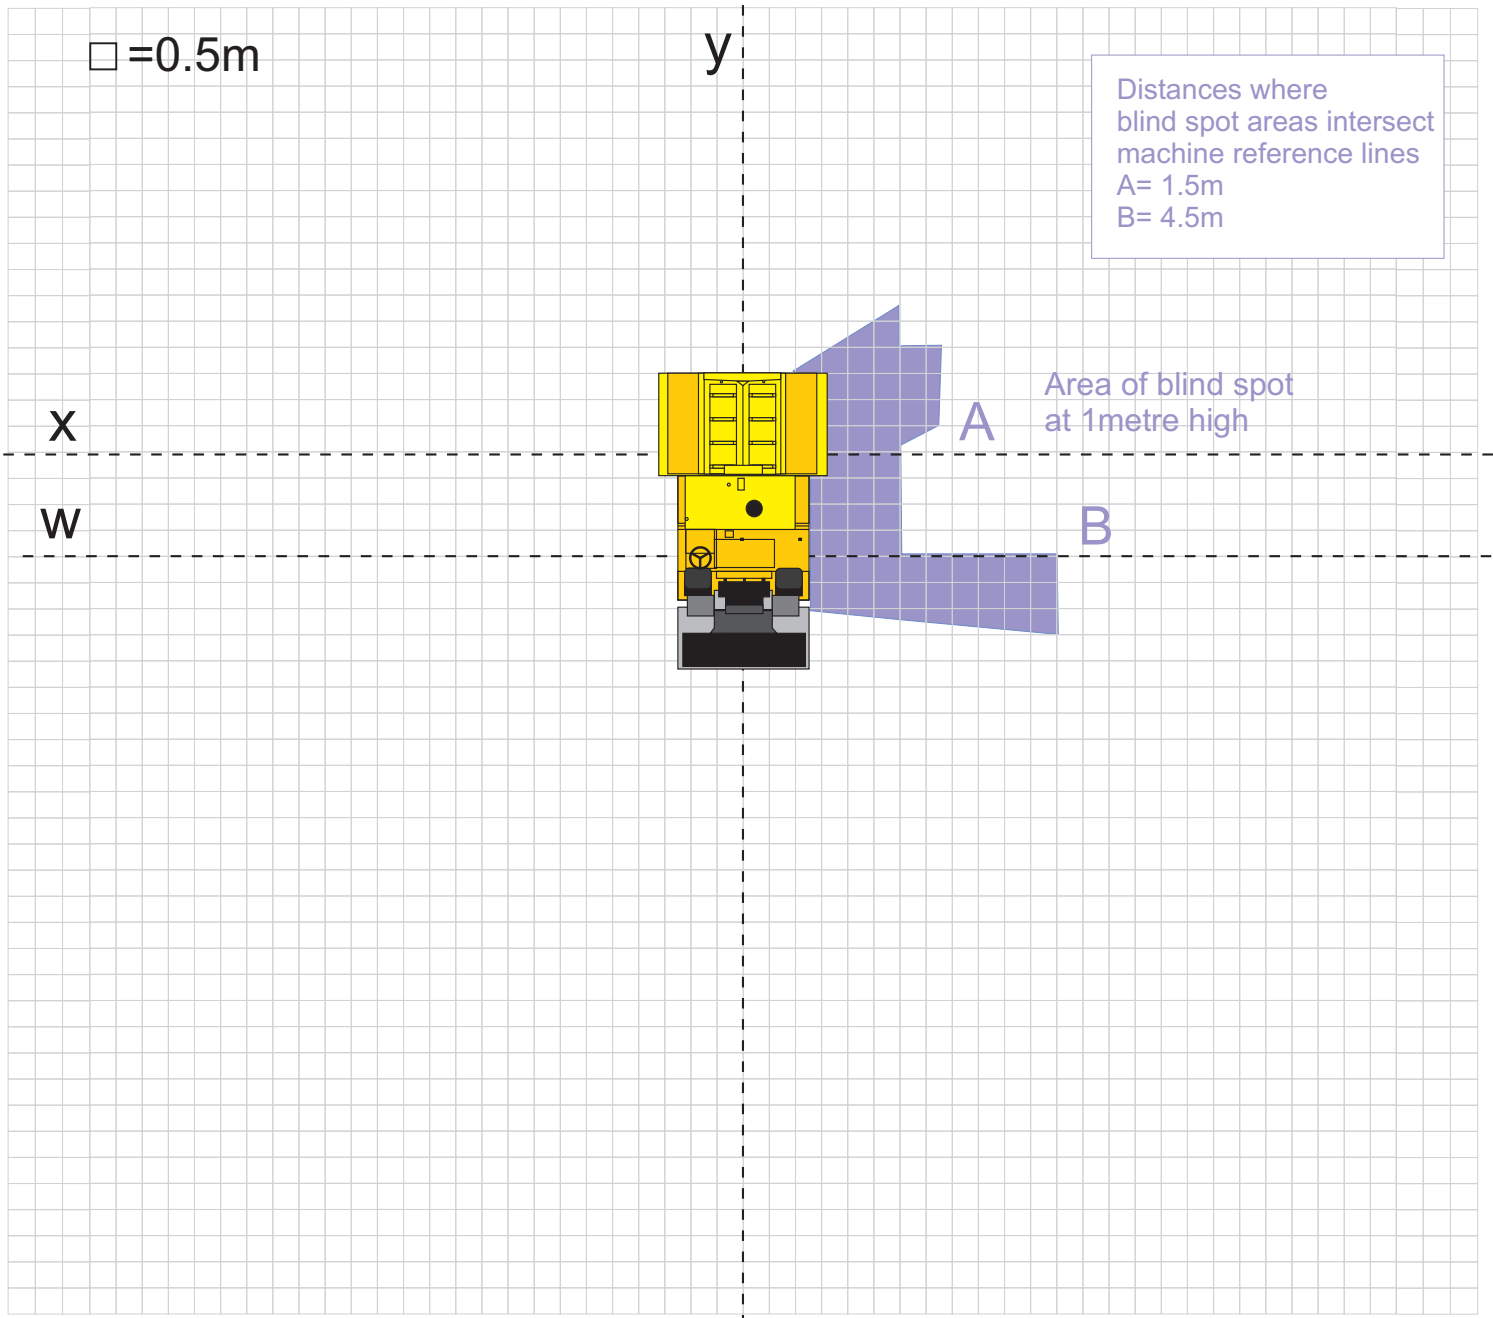 =0.5m
y
Distances where
blind spot areas intersect
machine reference lines
A= 1.5m
B= 4.5m
Area of blind spot
at 1metre high
A
x
w
B